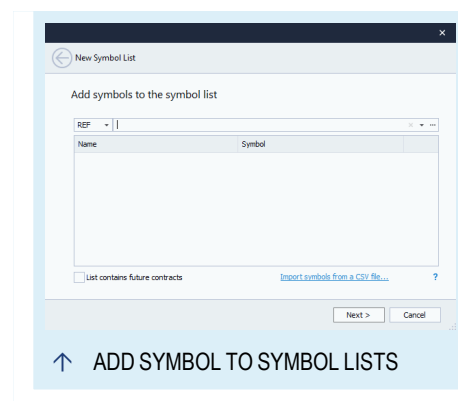 ×
New Symbol List
Add symbols to the symbol list
REF
Name Symbol
List contains future contracts Import symbols from a CSV file... ?
Next > Cancel
↑ ADD SYMBOL TO SYMBOL LISTS